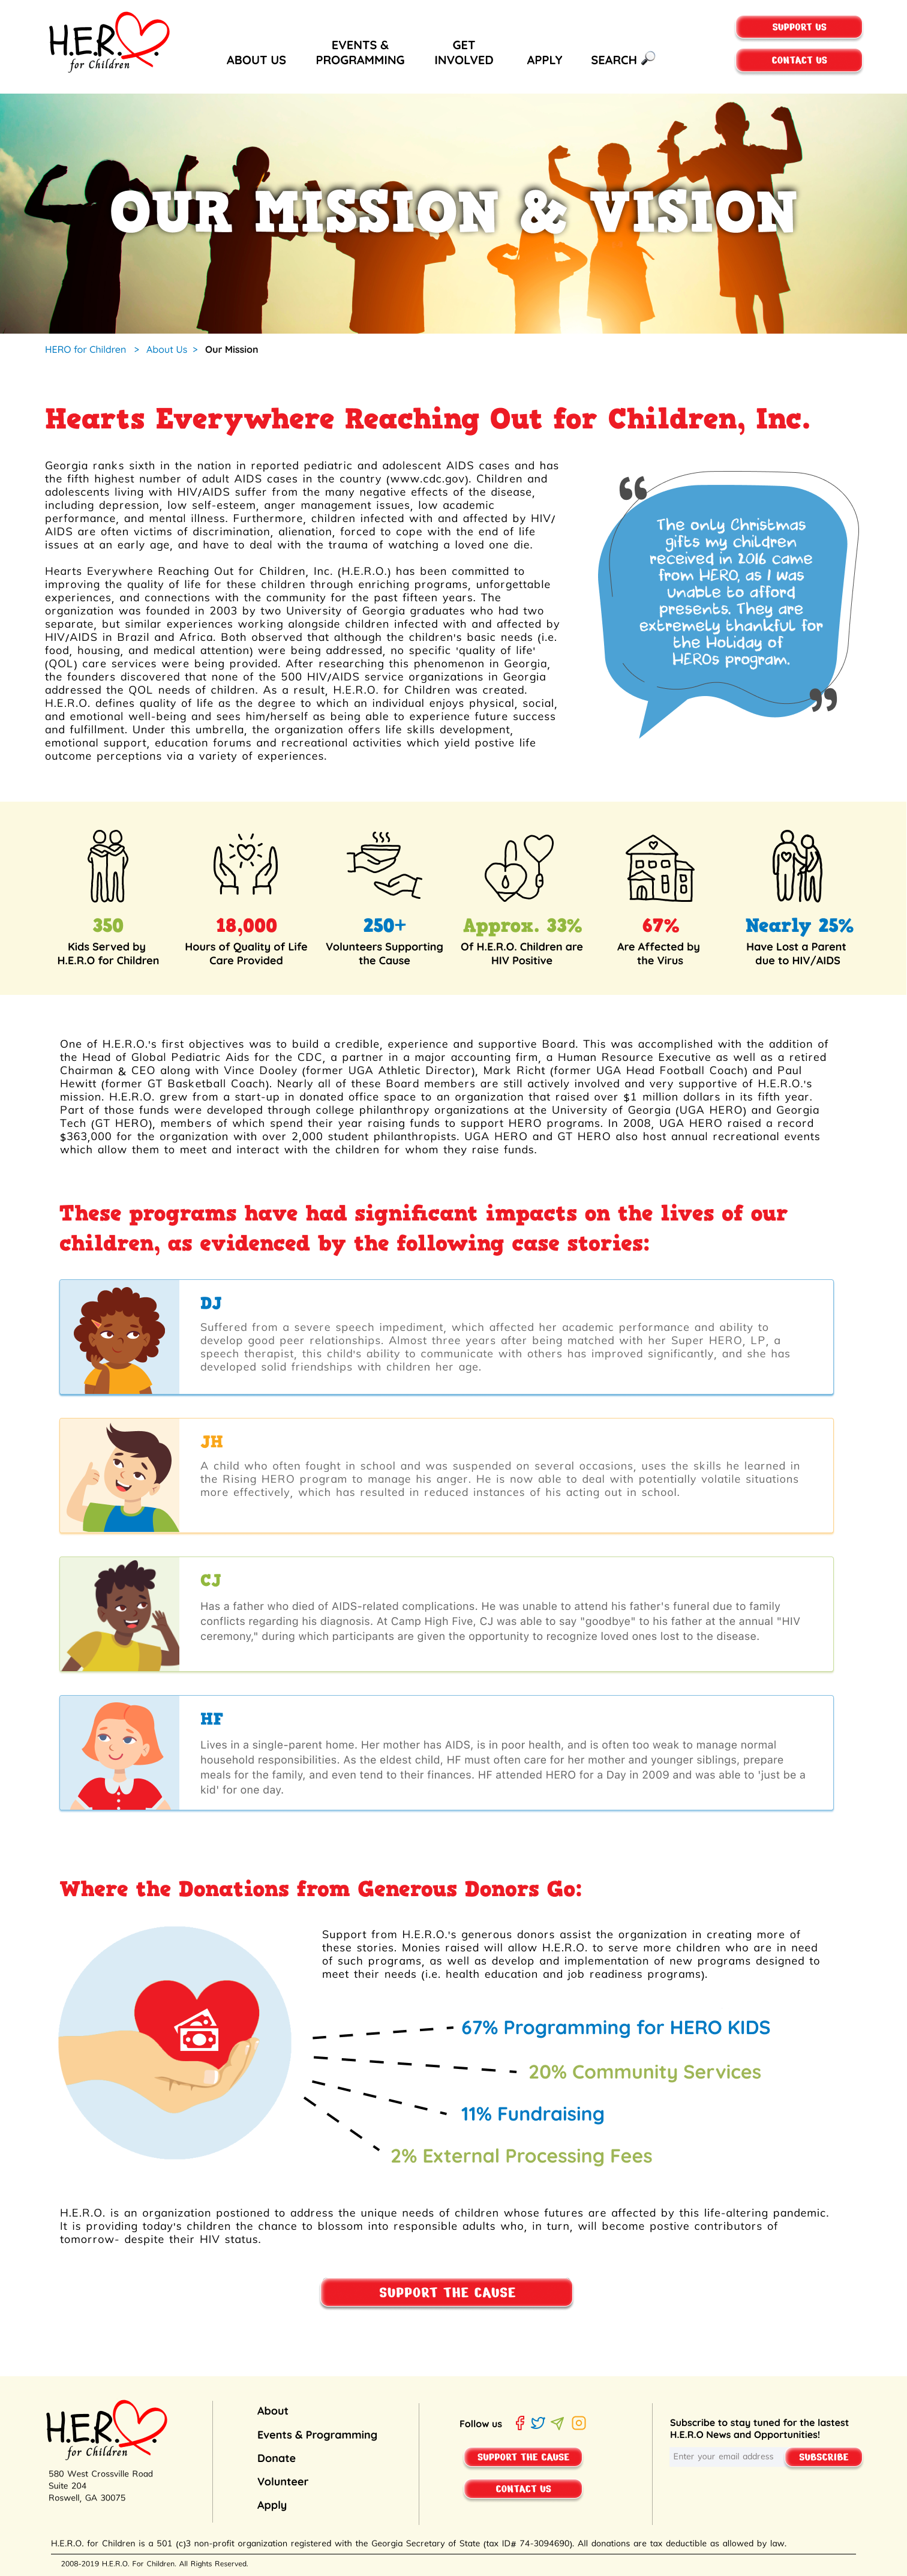 H.E.R.O.
for Children
ABOUT US
EVENTS &
PROGRAMMING
GET
INVOLVED
APPLY
SEARCH
SUPPORT US
CONTACT US
OUR MISSION & VISION
HERO for Children > About Us > Our Mission
Hearts Everywhere Reaching Out for Children, Inc.
Georgia ranks sixth in the nation in reported pediatric and adolescent AIDS cases and has
the fifth highest number of adult AIDS cases in the country (www.cdc.gov). Children and
adolescents living with HIV/AIDS suffer from the many negative effects of the disease,
including depression, low self-esteem, anger management issues, low academic
performance, and mental illness. Furthermore, children infected with and affected by HIV/
AIDS are often victims of discrimination, alienation, forced to cope with the end of life
issues at an early age, and have to deal with the trauma of watching a loved one die.
Hearts Everywhere Reaching Out for Children, Inc. (H.E.R.O.) has been committed to
improving the quality of life for these children through enriching programs, unforgettable
experiences, and connections with the community for the past fifteen years. The
organization was founded in 2003 by two University of Georgia graduates who had two
separate, but similar experiences working alongside children infected with and affected by
HIV/AIDS in Brazil and Africa. Both observed that although the children's basic needs (i.e.
food, housing, and medical attention) were being addressed, no specific 'quality of life'
(QOL) care services were being provided. After researching this phenomenon in Georgia,
the founders discovered that none of the 500 HIV/AIDS service organizations in Georgia
addressed the QOL needs of children. As a result, H.E.R.O. for Children was created.
H.E.R.O. defines quality of life as the degree to which an individual enjoys physical, social,
and emotional well-being and sees him/herself as being able to experience future success
and fulfillment. Under this umbrella, the organization offers life skills development,
emotional support, education forums and recreational activities which yield postive life
outcome perceptions via a variety of experiences.
“
The only Christmas
gifts my children
received in 2016 came
from HERO, as I was
unable to afford
presents. They are
extremely thankful for
the Holiday of
HEROs program.
”
350
Kids Served by
H.E.R.O for Children
18,000
Hours of Quality of Life
Care Provided
250+
Volunteers Supporting
the Cause
Approx. 33%
Of H.E.R.O. Children are
HIV Positive
67%
Are Affected by
the Virus
Nearly 25%
Have Lost a Parent
due to HIV/AIDS
One of H.E.R.O.'s first objectives was to build a credible, experience and supportive Board. This was accomplished with the addition of
the Head of Global Pediatric Aids for the CDC, a partner in a major accounting firm, a Human Resource Executive as well as a retired
Chairman & CEO along with Vince Dooley (former UGA Athletic Director), Mark Richt (former UGA Head Football Coach) and Paul
Hewitt (former GT Basketball Coach). Nearly all of these Board members are still actively involved and very supportive of H.E.R.O.'s
mission. H.E.R.O. grew from a start-up in donated office space to an organization that raised over $1 million dollars in its fifth year.
Part of those funds were developed through college philanthropy organizations at the University of Georgia (UGA HERO) and Georgia
Tech (GT HERO), members of which spend their year raising funds to support HERO programs. In 2008, UGA HERO raised a record
$363,000 for the organization with over 2,000 student philanthropists. UGA HERO and GT HERO also host annual recreational events
which allow them to meet and interact with the children for whom they raise funds.
These programs have had significant impacts on the lives of our
children, as evidenced by the following case stories:
DJ
Suffered from a severe speech impediment, which affected her academic performance and ability to
develop good peer relationships. Almost three years after being matched with her Super HERO, LP, a
speech therapist, this child's ability to communicate with others has improved significantly, and she has
developed solid friendships with children her age.
JH
A child who often fought in school and was suspended on several occasions, uses the skills he learned in
the Rising HERO program to manage his anger. He is now able to deal with potentially volatile situations
more effectively, which has resulted in reduced instances of his acting out in school.
CJ
Has a father who died of AIDS-related complications. He was unable to attend his father's funeral due to family
conflicts regarding his diagnosis. At Camp High Five, CJ was able to say "goodbye" to his father at the annual "HIV
ceremony," during which participants are given the opportunity to recognize loved ones lost to the disease.
HF
Lives in a single-parent home. Her mother has AIDS, is in poor health, and is often too weak to manage normal
household responsibilities. As the eldest child, HF must often care for her mother and younger siblings, prepare
meals for the family, and even tend to their finances. HF attended HERO for a Day in 2009 and was able to 'just be a
kid' for one day.
Where the Donations from Generous Donors Go:
Support from H.E.R.O.'s generous donors assist the organization in creating more of
these stories. Monies raised will allow H.E.R.O. to serve more children who are in need
of such programs, as well as develop and implementation of new programs designed to
meet their needs (i.e. health education and job readiness programs).
67% Programming for HERO KIDS
20% Community Services
11% Fundraising
2% External Processing Fees
H.E.R.O. is an organization postioned to address the unique needs of children whose futures are affected by this life-altering pandemic.
It is providing today's children the chance to blossom into responsible adults who, in turn, will become postive contributors of
tomorrow- despite their HIV status.
SUPPORT THE CAUSE
H.E.R.O.
for Children
580 West Crossville Road
Suite 204
Roswell, GA 30075
About
Events & Programming
Donate
Volunteer
Apply
Follow us
SUPPORT THE CAUSE
CONTACT US
Subscribe to stay tuned for the lastest
H.E.R.O News and Opportunities!
Enter your email address
SUBSCRIBE
H.E.R.O. for Children is a 501 (c)3 non-profit organization registered with the Georgia Secretary of State (tax ID# 74-3094690). All donations are tax deductible as allowed by law.
2008-2019 H.E.R.O. For Children. All Rights Reserved.